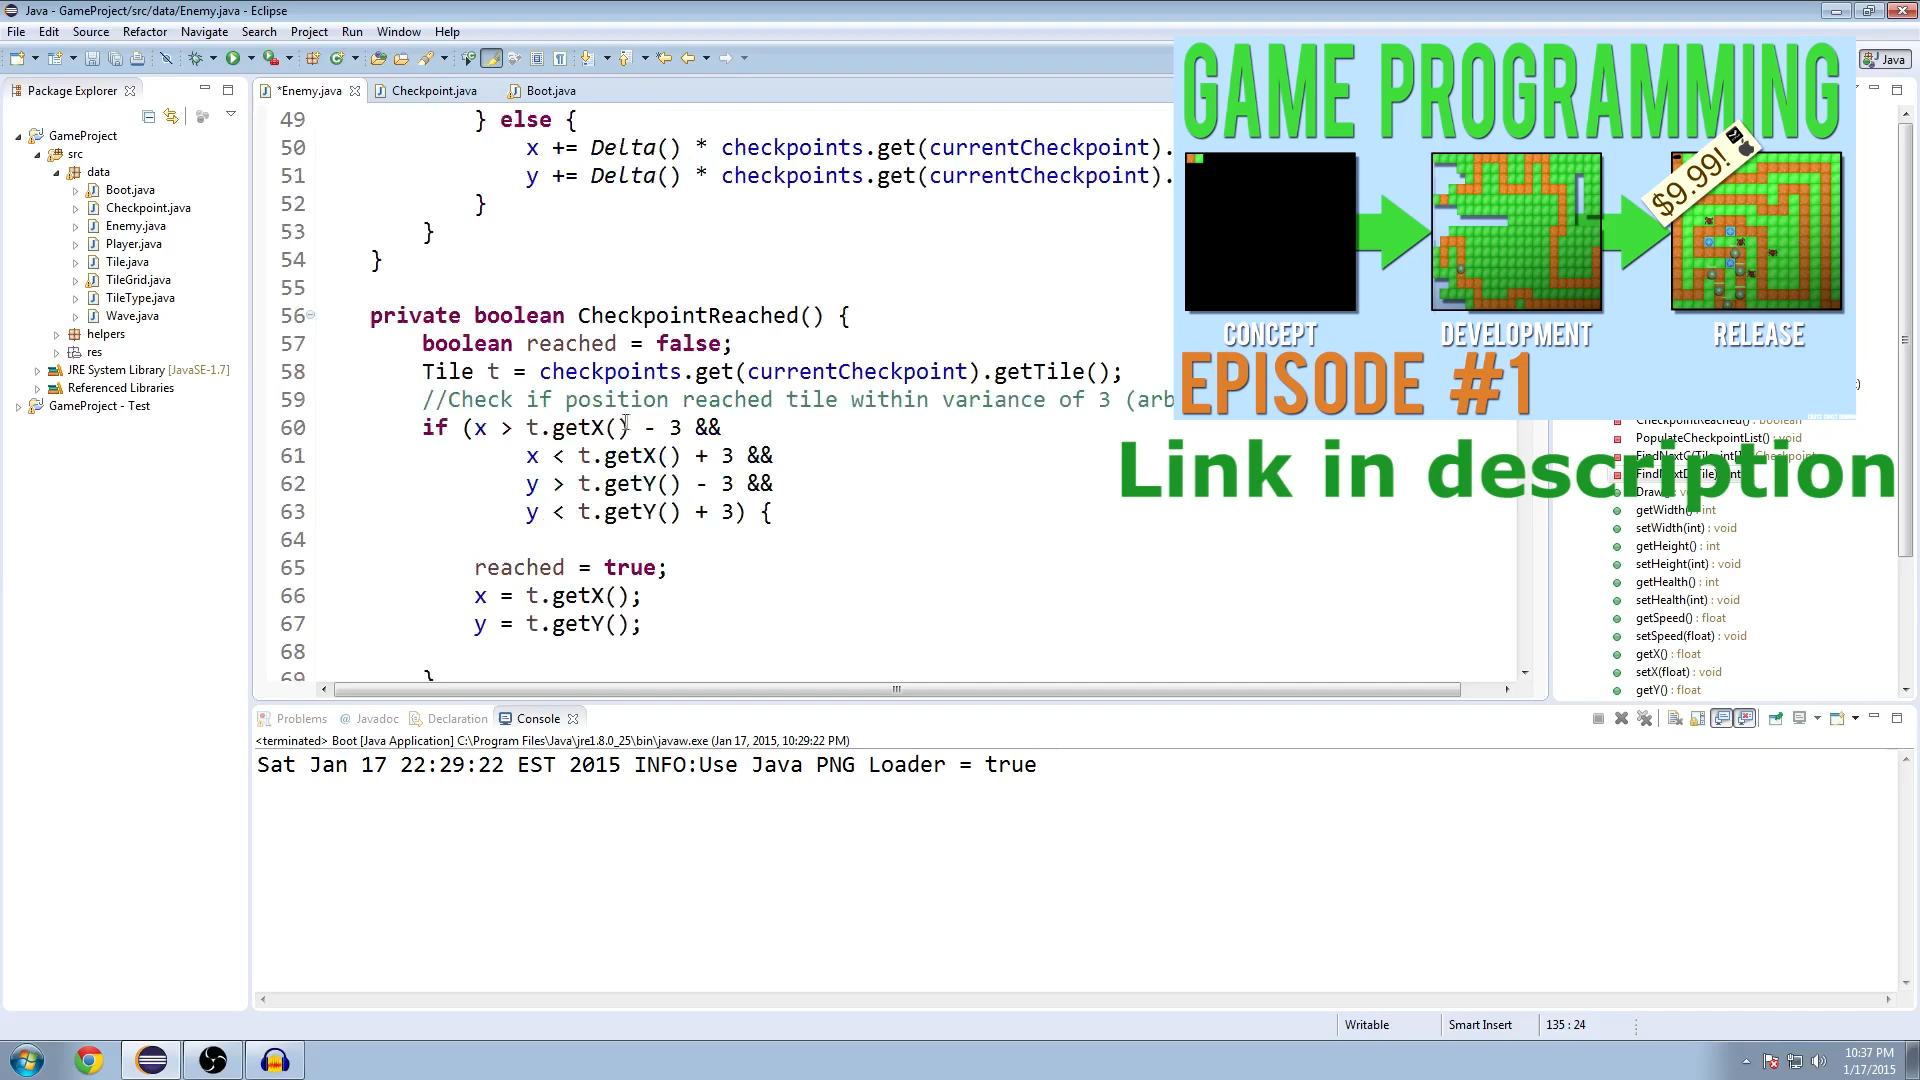 Java - GameProject/src/data/Enemy.java - Eclipse
File Edit Source Refactor Navigate Search Project Run Window Help
Java
Package Explorer
GameProject
src
data
Boot.java
Checkpoint.java
Enemy.java
Player.java
Tile.java
TileGrid.java
TileType.java
Wave.java
helpers
res
JRE System Library [JavaSE-1.7]
Referenced Libraries
GameProject - Test
*Enemy.java Checkpoint.java Boot.java
49 } else {
50 x += Delta() * checkpoints.get(currentCheckpoint).
51 y += Delta() * checkpoints.get(currentCheckpoint).
52 }
53 }
54 }
55
56 private boolean CheckpointReached() {
57 boolean reached = false;
58 Tile t = checkpoints.get(currentCheckpoint).getTile();
59 //Check if position reached tile within variance of 3 (arb
60 if (x > t.getX() - 3 &&
61 x < t.getX() + 3 &&
62 y > t.getY() - 3 &&
63 y < t.getY() + 3) {
64
65 reached = true;
66 x = t.getX();
67 y = t.getY();
68
69 }
GAME PROGRAMMING
$9.99!
CONCEPT DEVELOPMENT RELEASE
EPISODE #1
Link in description
CheckpointReached() : boolean
PopulateCheckpointList() : void
Draw
getWidth() : int
setWidth(int) : void
getHeight() : int
setHeight(int) : void
getHealth() : int
setHealth(int) : void
getSpeed() : float
setSpeed(float) : void
getX() : float
setX(float) : void
getY() : float
Problems @ Javadoc Declaration Console
<terminated> Boot [Java Application] C:\Program Files\Java\jre1.8.0_25\bin\javaw.exe (Jan 17, 2015, 10:29:22 PM)
Sat Jan 17 22:29:22 EST 2015 INFO:Use Java PNG Loader = true
Writable Smart Insert 135 : 24
10:37 PM
1/17/2015